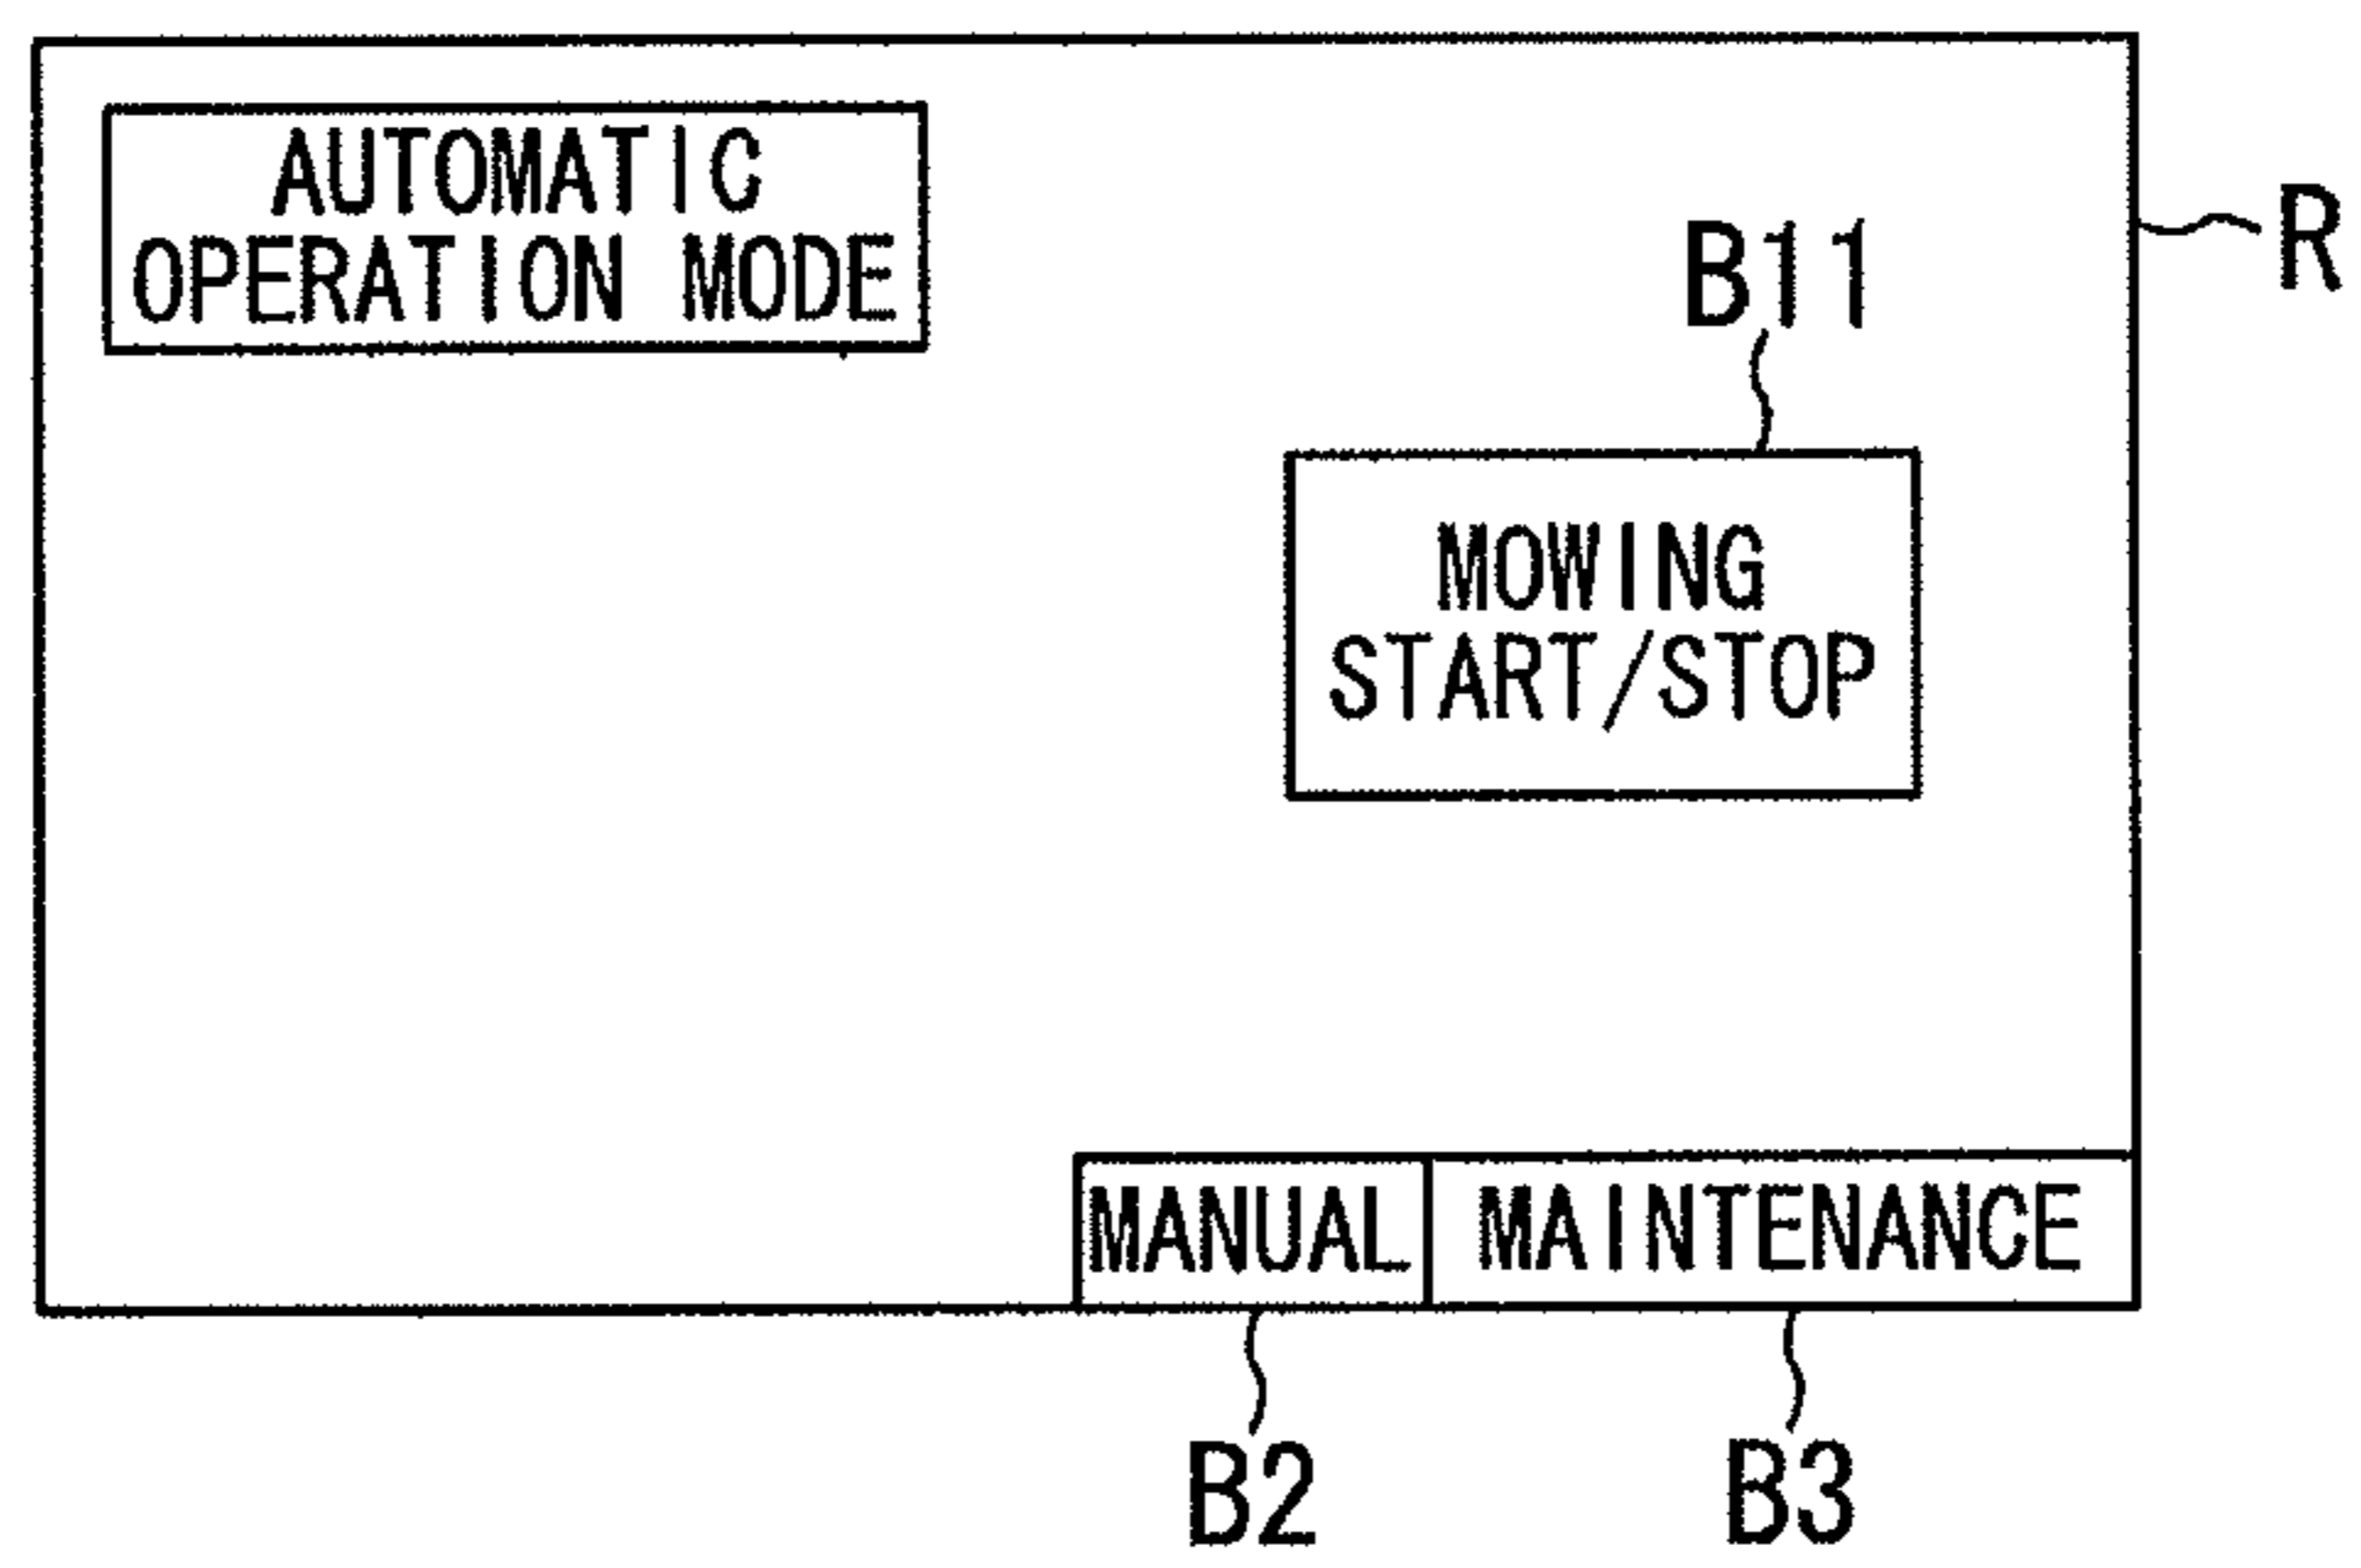 AUTOMATIC
OPERATION MODE
R
B11
MOWING
START/STOP
MANUAL
MAINTENANCE
B2
B3